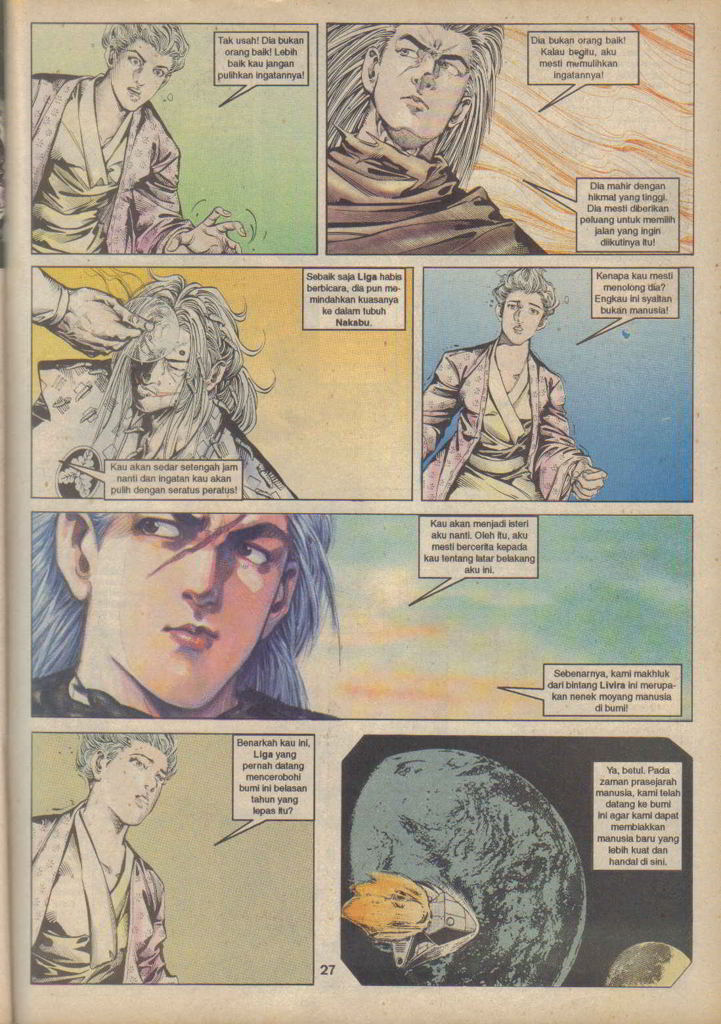 Tak usah! Dia bukan
orang baik! Lebih
baik kau jangan
pulihkan ingatannya!
Dia bukan orang baik!
Kalau begitu, aku
mesti memulihkan
ingatannya!
Dia mahir dengan
hikmat yang tinggi.
Dia mesti diberikan
peluang untuk memilih
jalan yang ingin
diikutinya itu!
Sebaik saja Liga habis
berbicara, dia pun me-
mindahkan kuasanya
ke dalam tubuh
Nakabu.
Kau akan sedar setengah jam
nanti dan ingatan kau akan
pulih dengan seratus peratus!
Kenapa kau mesti
menolong dia?
Engkau ini syaitan
bukan manusia!
Kau akan menjadi isteri
aku nanti. Oleh itu, aku
mesti bercerita kepada
kau tentang latar belakang
aku ini.
Sebenarnya, kami makhluk
dari bintang Livira ini merupa-
kan nenek moyang manusia
di bumi!
Benarkah kau ini,
Liga yang
pernah datang
mencerobohi
bumi ini belasan
tahun yang
lepas itu?
Ya, betul. Pada
zaman prasejarah
manusia, kami telah
datang ke bumi
ini agar kami dapat
membiakkan
manusia baru yang
lebih kuat dan
handal di sini.
27